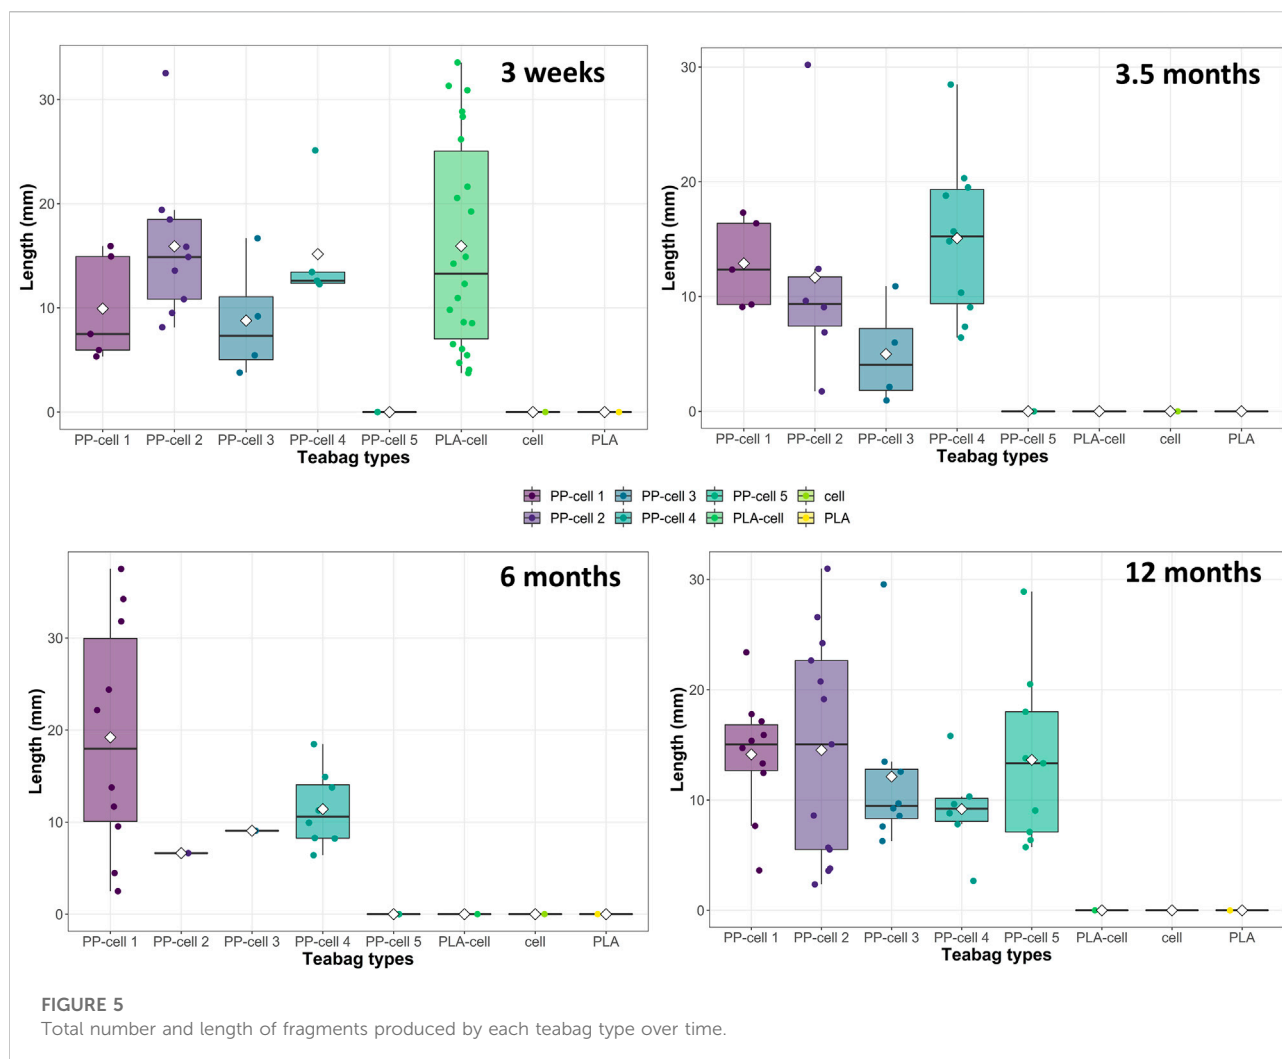 3 weeks
Length (mm)
30
20
10
0
PP-cell 1 PP-cell 2 PP-cell 3 PP-cell 4 PP-cell 5 PLA-cell cell PLA
Teabag types
3.5 months
Length (mm)
30
20
10
0
PP-cell 1 PP-cell 2 PP-cell 3 PP-cell 4 PP-cell 5 PLA-cell cell PLA
Teabag types
PP-cell 1 PP-cell 3 PP-cell 5 cell
PP-cell 2 PP-cell 4 PLA-cell PLA
6 months
Length (mm)
30
20
10
0
PP-cell 1 PP-cell 2 PP-cell 3 PP-cell 4 PP-cell 5 PLA-cell cell PLA
Teabag types
12 months
Length (mm)
30
20
10
0
PP-cell 1 PP-cell 2 PP-cell 3 PP-cell 4 PP-cell 5 PLA-cell cell PLA
Teabag types
FIGURE 5
Total number and length of fragments produced by each teabag type over time.